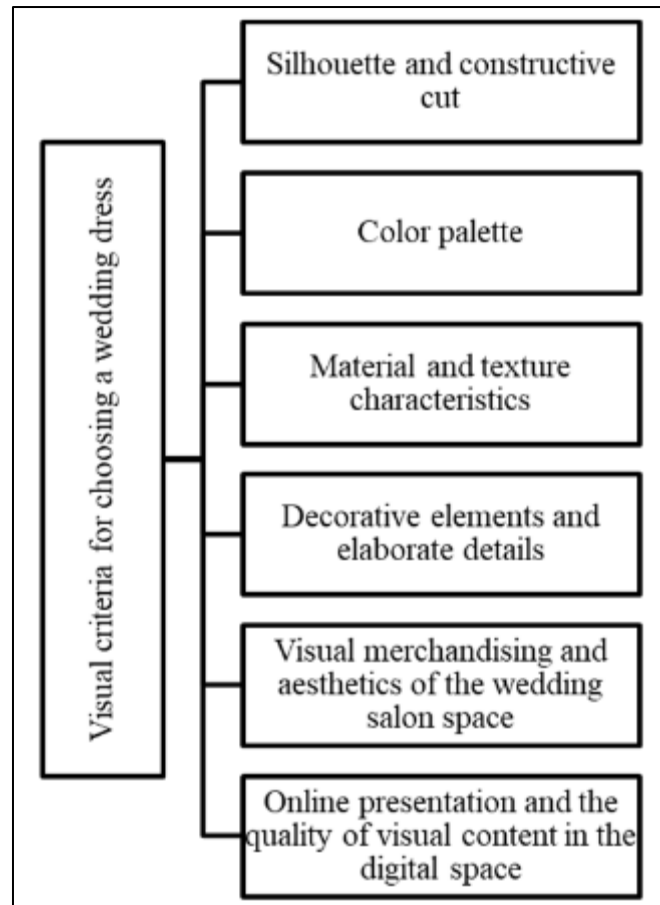 Visual criteria for choosing a wedding dress
Silhouette and constructive
cut
Color palette
Material and texture
characteristics
Decorative elements and
elaborate details
Visual merchandising and
aesthetics of the wedding
salon space
Online presentation and the
quality of visual content in the
digital space